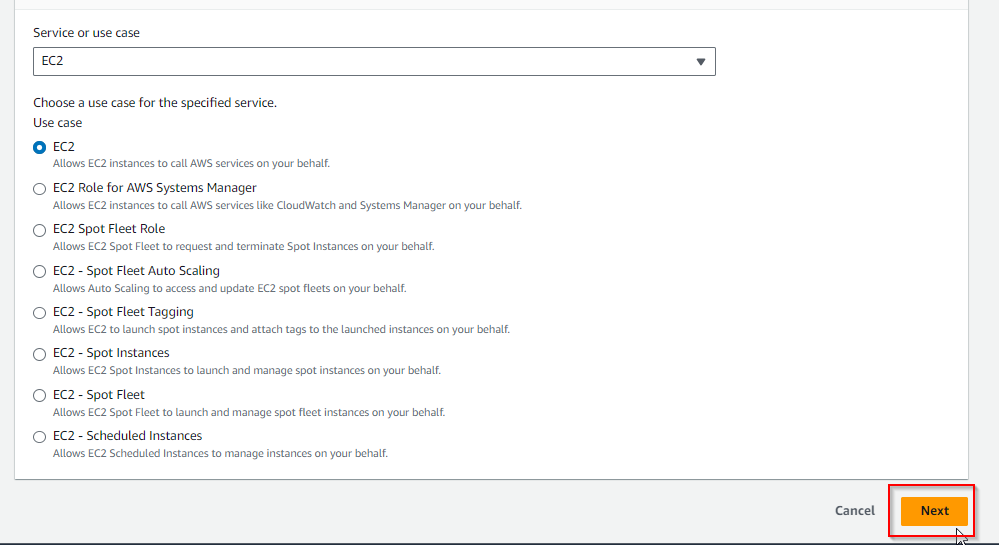 Service or use case
EC2
Choose a use case for the specified service.
Use case
EC2
Allows EC2 instances to call AWS services on your behalf.
EC2 Role for AWS Systems Manager
Allows EC2 instances to call AWS services like CloudWatch and Systems Manager on your behalf.
EC2 Spot Fleet Role
Allows EC2 Spot Fleet to request and terminate Spot Instances on your behalf.
EC2 - Spot Fleet Auto Scaling
Allows Auto Scaling to access and update EC2 spot fleets on your behalf.
EC2 - Spot Fleet Tagging
Allows EC2 to launch spot instances and attach tags to the launched instances on your behalf.
EC2 - Spot Instances
Allows EC2 Spot Instances to launch and manage spot instances on your behalf.
EC2 - Spot Fleet
Allows EC2 Spot Fleet to launch and manage spot fleet instances on your behalf.
EC2 - Scheduled Instances
Allows EC2 Scheduled Instances to manage instances on your behalf.
Cancel Next